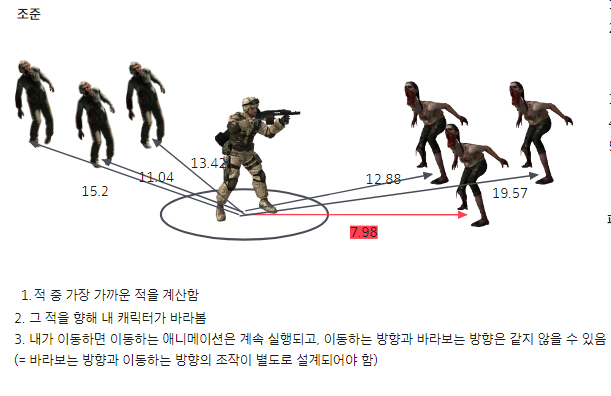 조준
13.42
11.04
12.88
15.2
19.57
7.98
1. 적 중 가장 가까운 적을 계산함
2. 그 적을 향해 내 캐릭터가 바라봄
3. 내가 이동하면 이동하는 애니메이션은 계속 실행되고, 이동하는 방향과 바라보는 방향은 같지 않을 수 있음
(= 바라보는 방향과 이동하는 방향의 조작이 별도로 설계되어야 함)